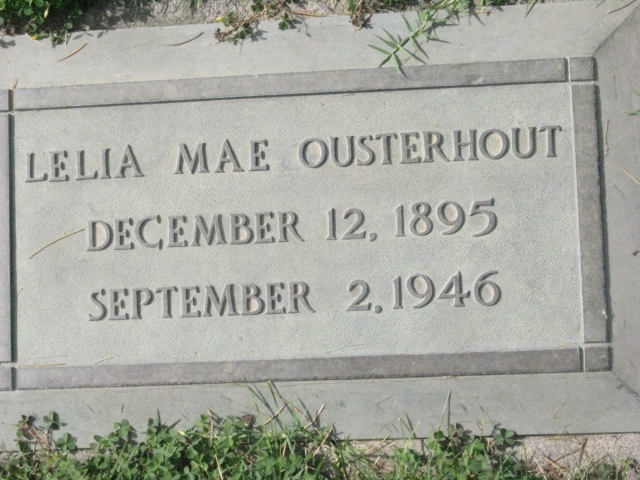 LELIA MAE OUSTERHOUT
DECEMBER 12, 1895
SEPTEMBER 2, 1946